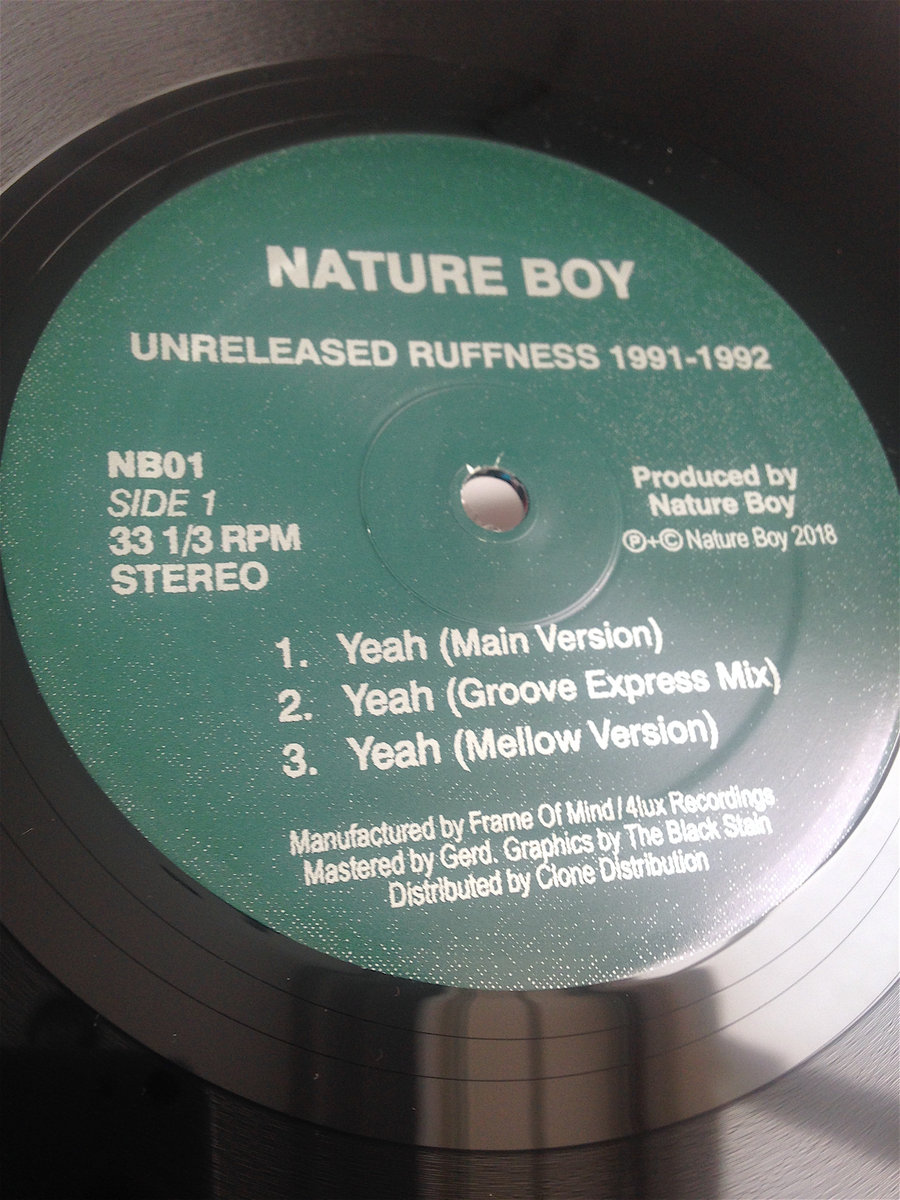 NATURE BOY
UNRELEASED RUFFNESS 1991-1992
NB01
SIDE 1
33 1/3 RPM
STEREO
Produced by
Nature Boy
℗+© Nature Boy 2018
1. Yeah (Main Version)
2. Yeah (Groove Express Mix)
3. Yeah (Mellow Version)
Manufactured by Frame Of Mind / 4lux Recordings
Mastered by Gerd. Graphics by The Black Stain
Distributed by Clone Distribution